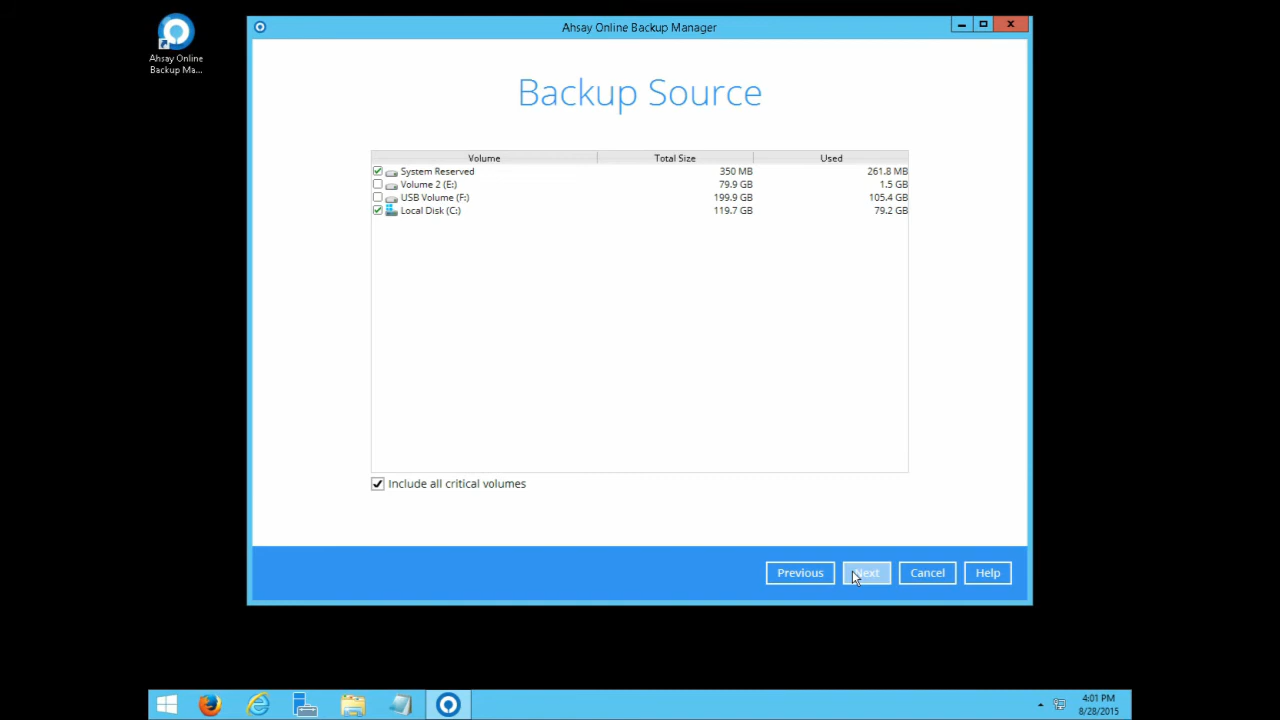 Ahsay Online Backup Manager
Ahsay Online
Backup Ma...
Backup Source
Volume Total Size Used
System Reserved 350 MB 261.8 MB
Volume 2 (E:) 79.9 GB 1.5 GB
USB Volume (F:) 199.9 GB 105.4 GB
Local Disk (C:) 119.7 GB 79.2 GB
Include all critical volumes
Previous Next Cancel Help
4:01 PM
8/28/2015